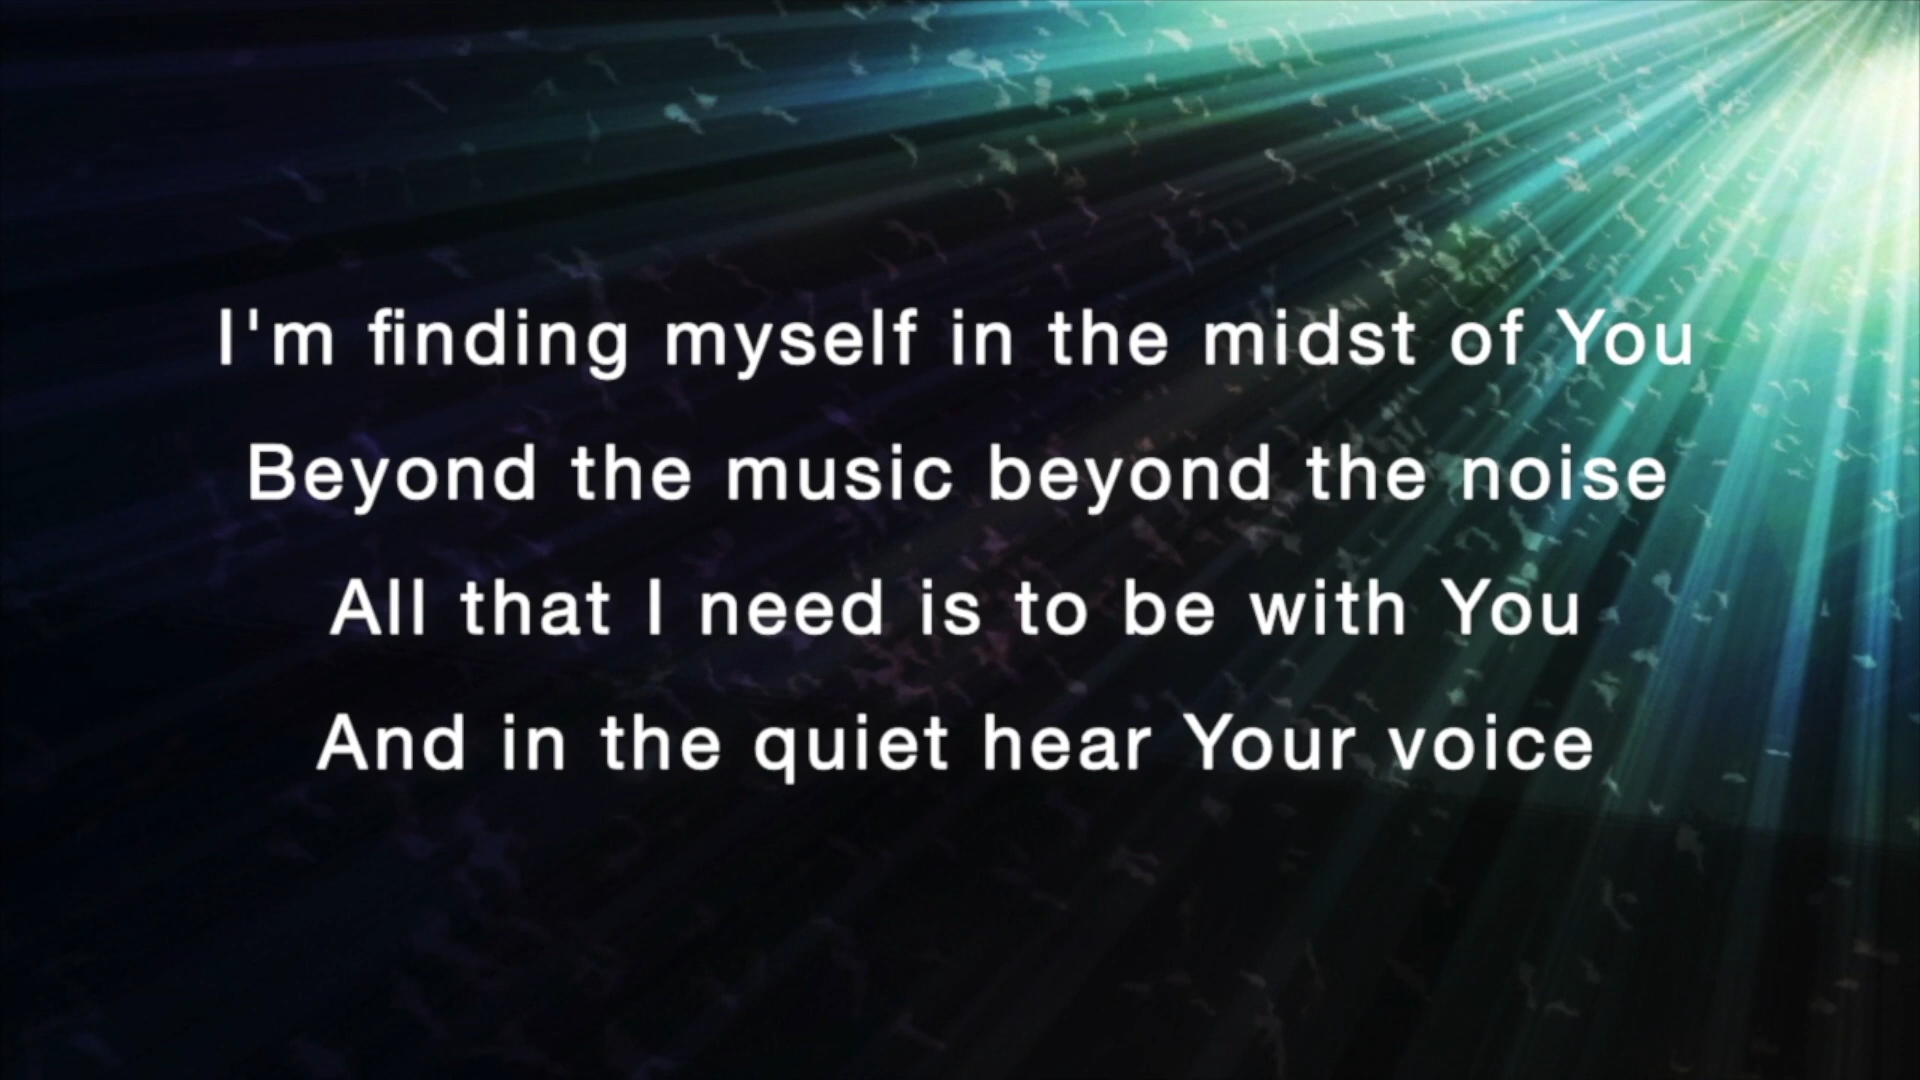 I'm finding myself in the midst of You
Beyond the music beyond the noise
All that I need is to be with You
And in the quiet hear Your voice